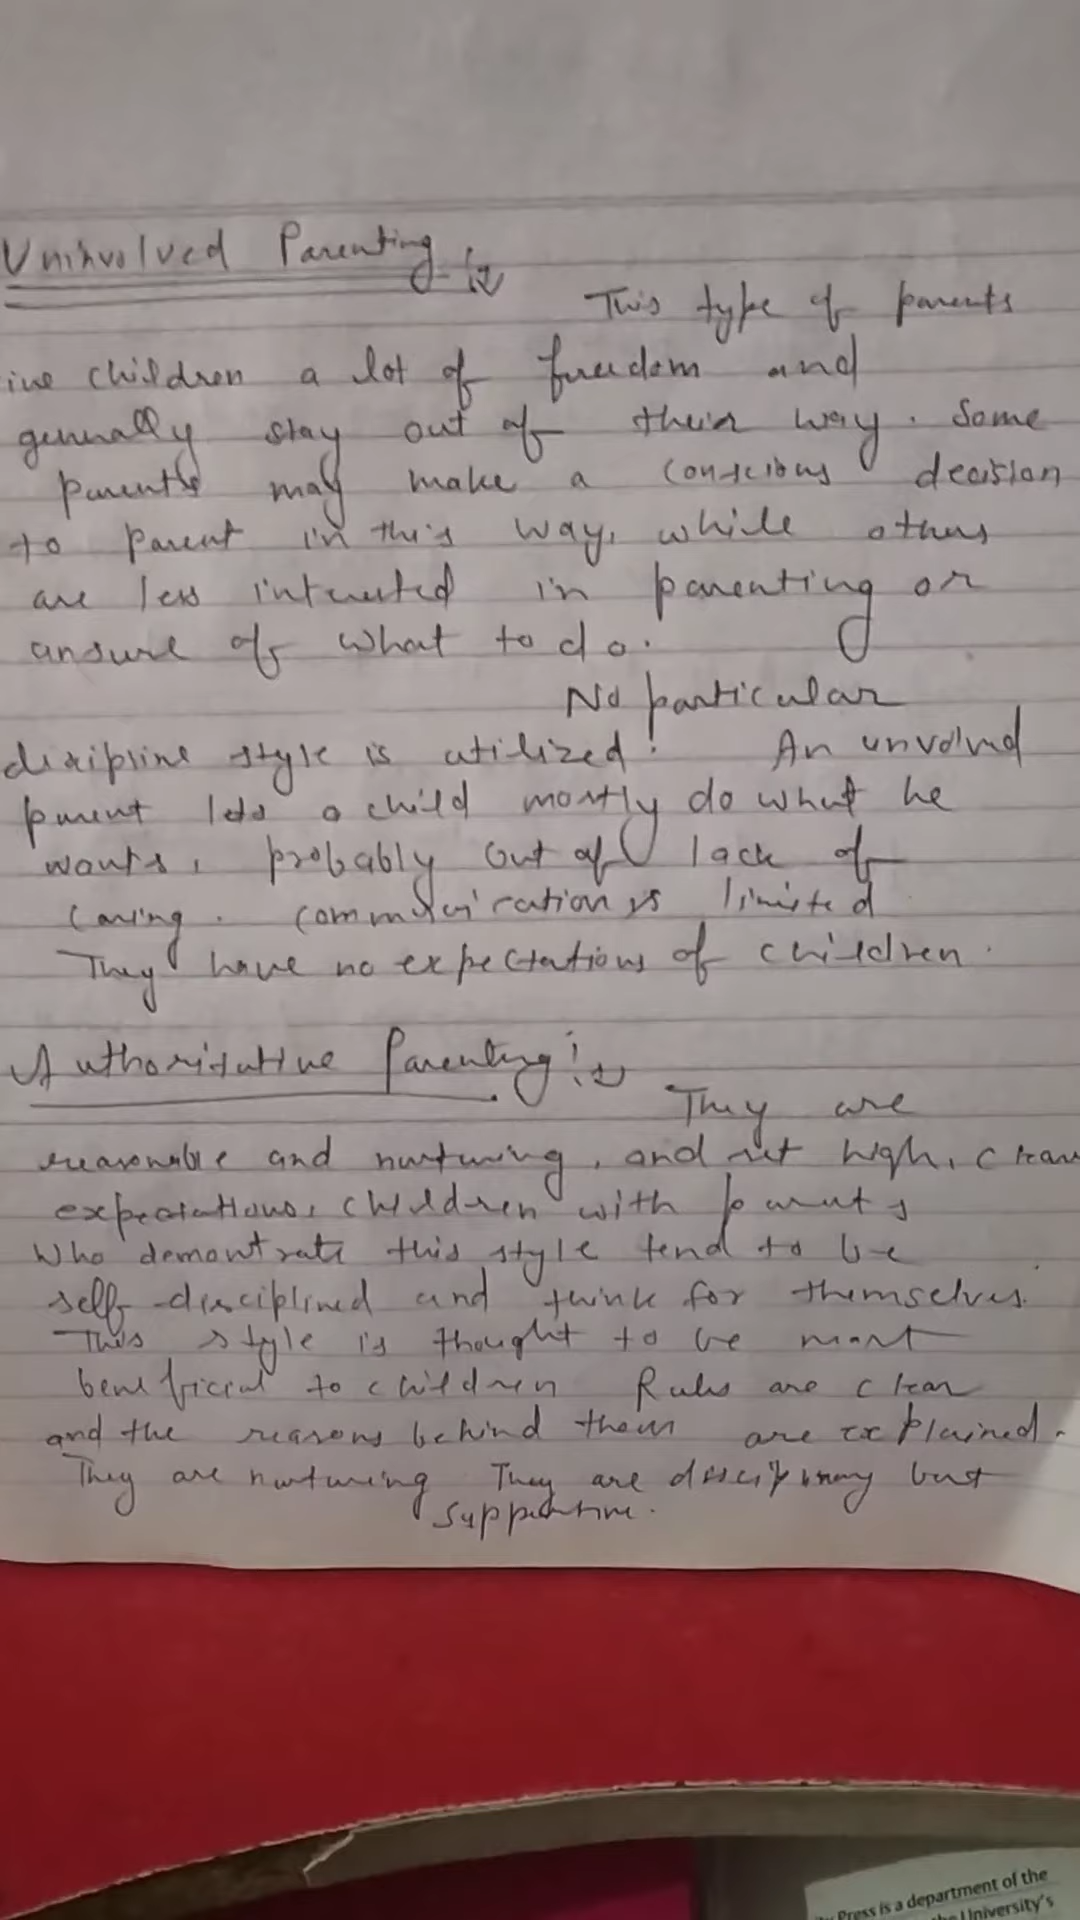 Uninvolved Parenting :-
This type of parents
ive children a lot of freedom and
generally stay out of their way. Some
parents may make a conscious decision
to parent in this way, while others
are less interested in parenting or
unsure of what to do.
No particular
discipline style is utilized! An unvolved
parent lets a child mostly do what he
wants, probably out of lack of
caring. communication is limited
They have no expectations of children.
Authoritative Parenting :-
They are
reasonable and nurturing, and set high, clear
expectations, children with parents
who demontrate this style tend to be
self-disciplined and think for themselves.
This style is thought to be most
beneficial to children Rules are clear
and the reasons behind them are explained.
They are nurturing They are but
supportive.
Press is a department of the
University's